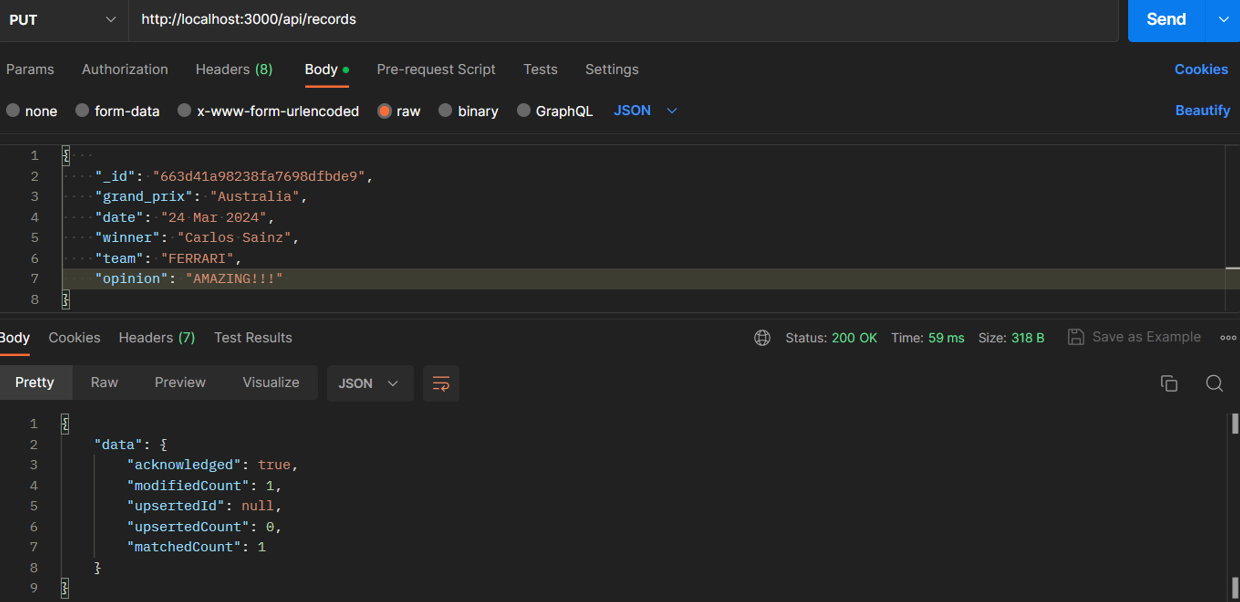 PUT http://localhost:3000/api/records Send
Params Authorization Headers (8) Body Pre-request Script Tests Settings Cookies
none form-data x-www-form-urlencoded raw binary GraphQL JSON Beautify
1 {
2 "_id": "663d41a98238fa7698dfbde9",
3 "grand_prix": "Australia",
4 "date": "24 Mar 2024",
5 "winner": "Carlos Sainz",
6 "team": "FERRARI",
7 "opinion": "AMAZING!!!"
8 }
Body Cookies Headers (7) Test Results Status: 200 OK Time: 59 ms Size: 318 B Save as Example
Pretty Raw Preview Visualize JSON
1 {
2 "data": {
3 "acknowledged": true,
4 "modifiedCount": 1,
5 "upsertedId": null,
6 "upsertedCount": 0,
7 "matchedCount": 1
8 }
9 }